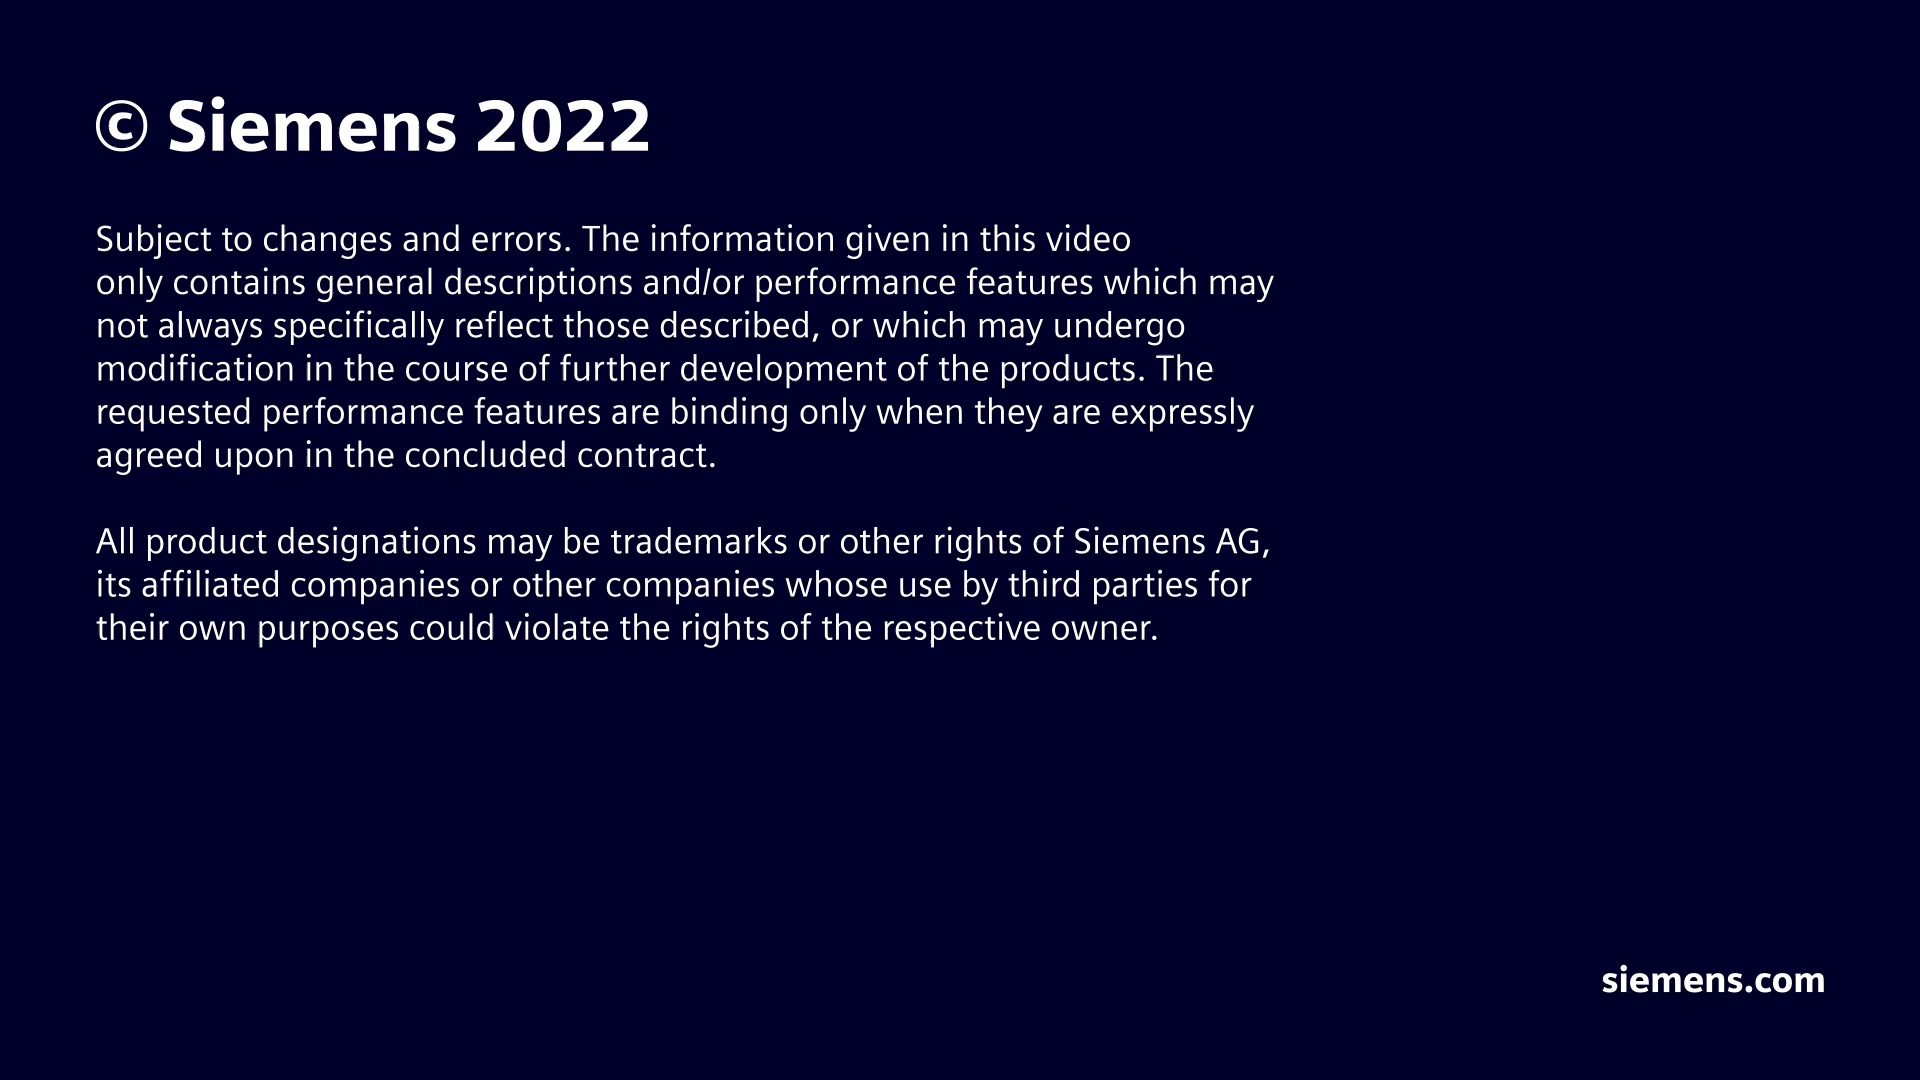 © Siemens 2022
Subject to changes and errors. The information given in this video
only contains general descriptions and/or performance features which may
not always specifically reflect those described, or which may undergo
modification in the course of further development of the products. The
requested performance features are binding only when they are expressly
agreed upon in the concluded contract.
All product designations may be trademarks or other rights of Siemens AG,
its affiliated companies or other companies whose use by third parties for
their own purposes could violate the rights of the respective owner.
siemens.com